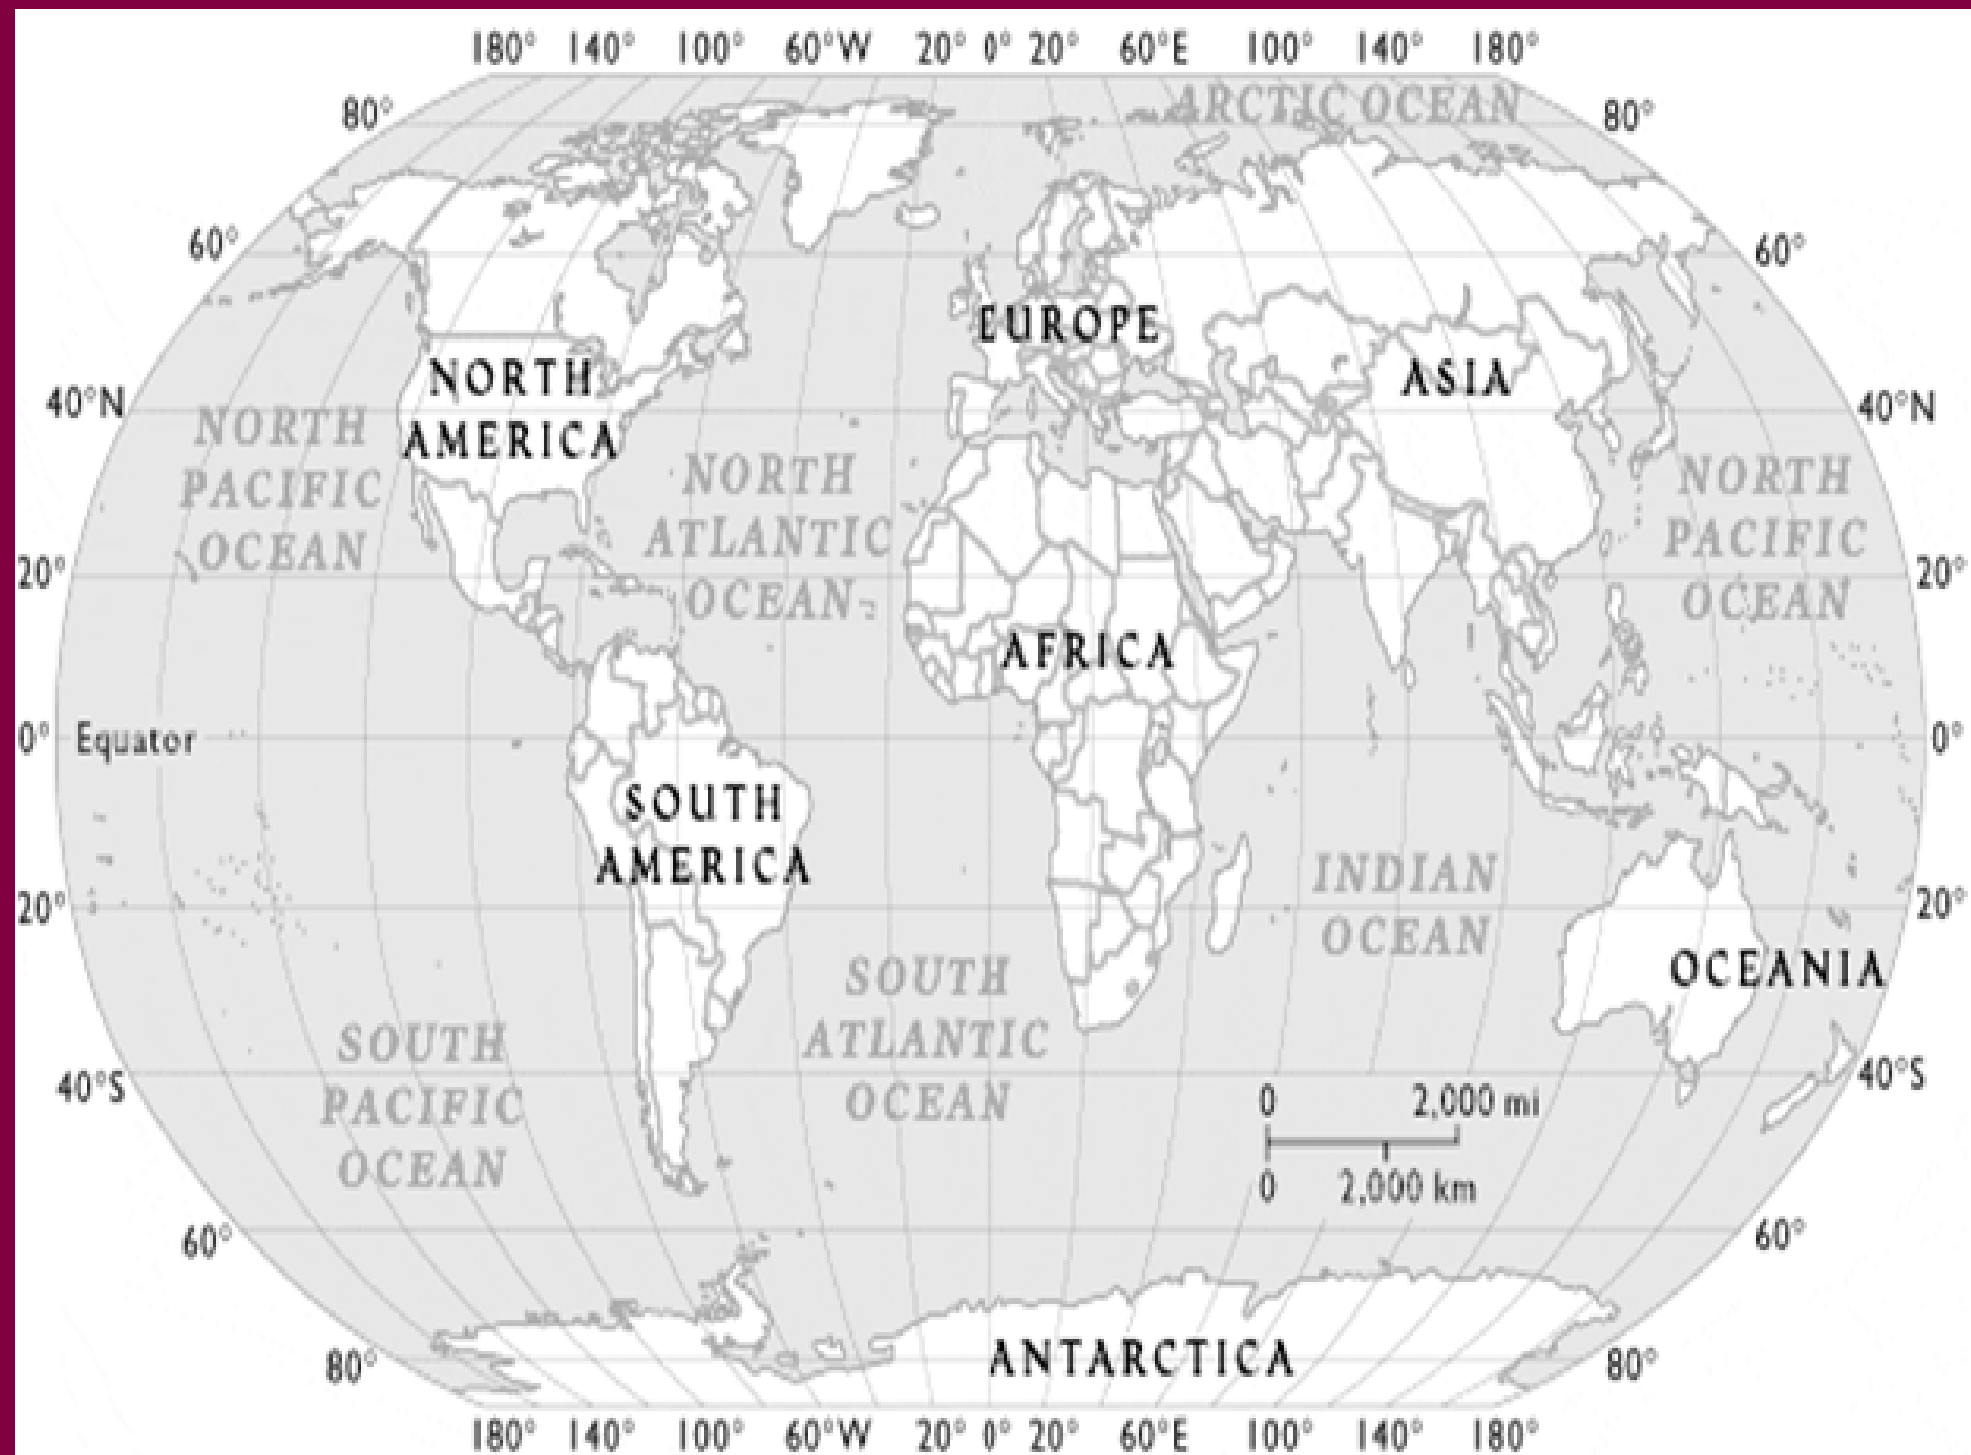 180° 140° 100° 60°W 20° 0° 20° 60°E 100° 140° 180°
ARCTIC OCEAN
80° 80°
60° 60°
EUROPE
NORTH
AMERICA
ASIA
40°N 40°N
NORTH
PACIFIC
OCEAN
NORTH
ATLANTIC
OCEAN
NORTH
PACIFIC
OCEAN
20° 20°
AFRICA
0° Equator 0°
SOUTH
AMERICA
INDIAN
OCEAN
20° 20°
OCEANIA
SOUTH
ATLANTIC
OCEAN
SOUTH
PACIFIC
OCEAN
40°S 40°S
0 2,000 mi
0 2,000 km
60° 60°
ANTARCTICA
80° 80°
180° 140° 100° 60°W 20° 0° 20° 60°E 100° 140° 180°